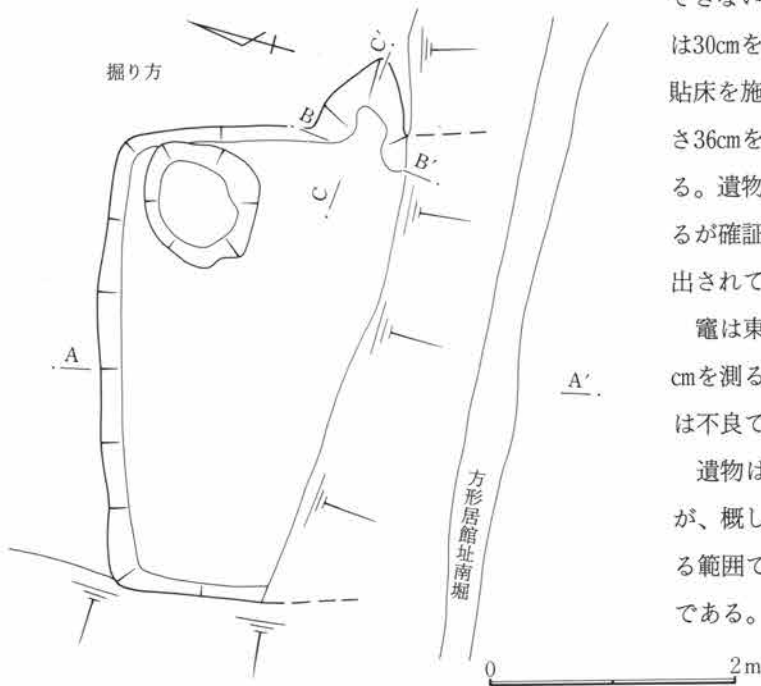 掘り方
C′
B
B′
C
A
A′
方形居館址南堀
0 2m
できない
は30cmを
貼床を施
さ36cmを
る。遺物
るが確証
出されて
竈は東
cmを測る
は不良で
遺物は
が、概し
る範囲で
である。